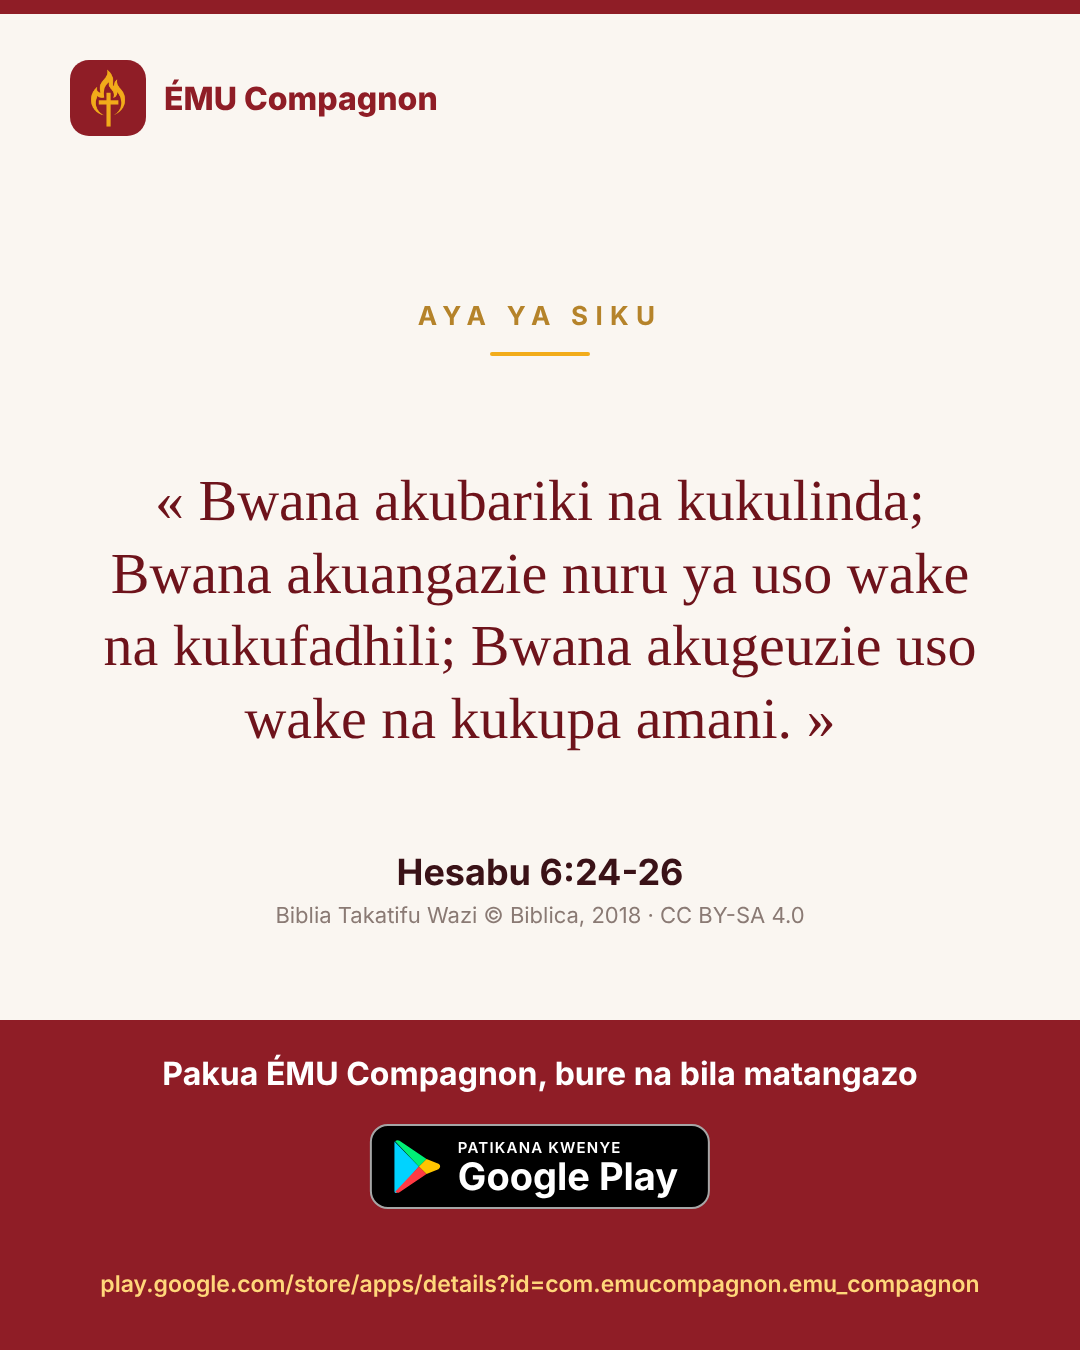 ÉMU Compagnon
AYA YA SIKU
« Bwana akubariki na kukulinda;
Bwana akuangazie nuru ya uso wake
na kukufadhili; Bwana akugeuzie uso
wake na kukupa amani. »
Hesabu 6:24-26
Biblia Takatifu Wazi © Biblica, 2018 · CC BY-SA 4.0
Pakua ÉMU Compagnon, bure na bila matangazo
PATIKANA KWENYE
Google Play
play.google.com/store/apps/details?id=com.emucompagnon.emu_compagnon